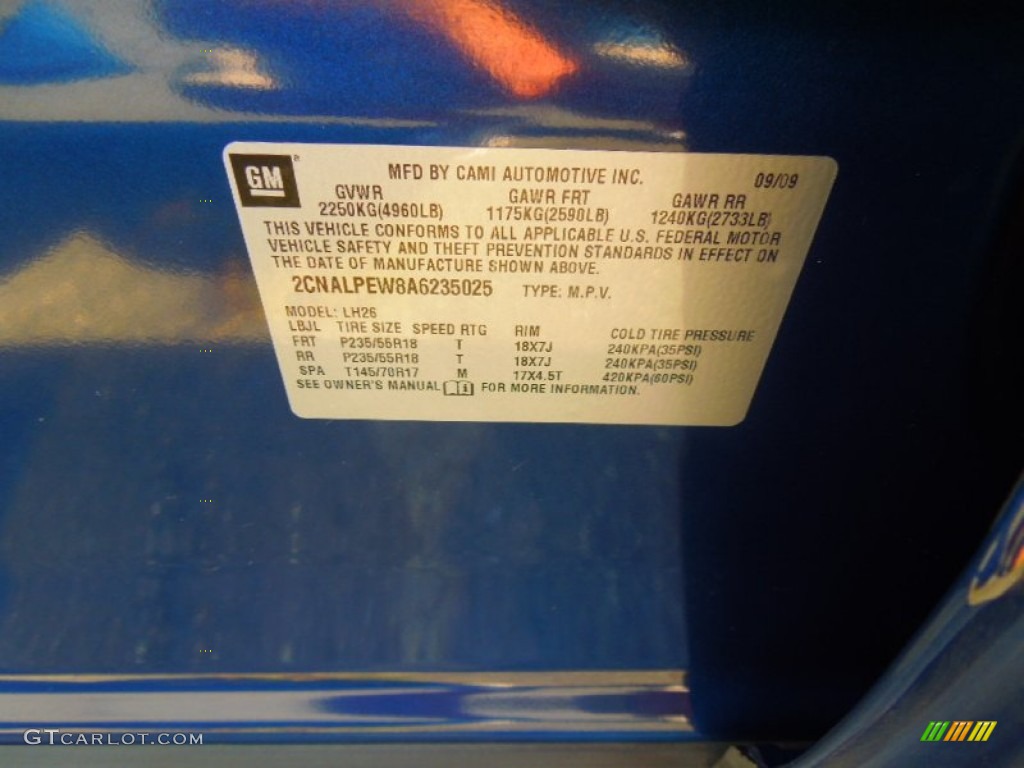 GM
MFD BY CAMI AUTOMOTIVE INC. 09/09
GVWR GAWR FRT GAWR RR
2250KG(4960LB) 1175KG(2590LB) 1240KG(2733LB)
THIS VEHICLE CONFORMS TO ALL APPLICABLE U.S. FEDERAL MOTOR
VEHICLE SAFETY AND THEFT PREVENTION STANDARDS IN EFFECT ON
THE DATE OF MANUFACTURE SHOWN ABOVE.
2CNALPEW8A6235025 TYPE: M.P.V.
MODEL: LH26
LBJL TIRE SIZE SPEED RTG RIM COLD TIRE PRESSURE
FRT P235/55R18 T 18X7J 240KPA(35PSI)
RR P235/55R18 T 18X7J 240KPA(35PSI)
SPA T145/70R17 M 17X4.5T 420KPA(60PSI)
SEE OWNER'S MANUAL FOR MORE INFORMATION.
GTCARLOT.COM